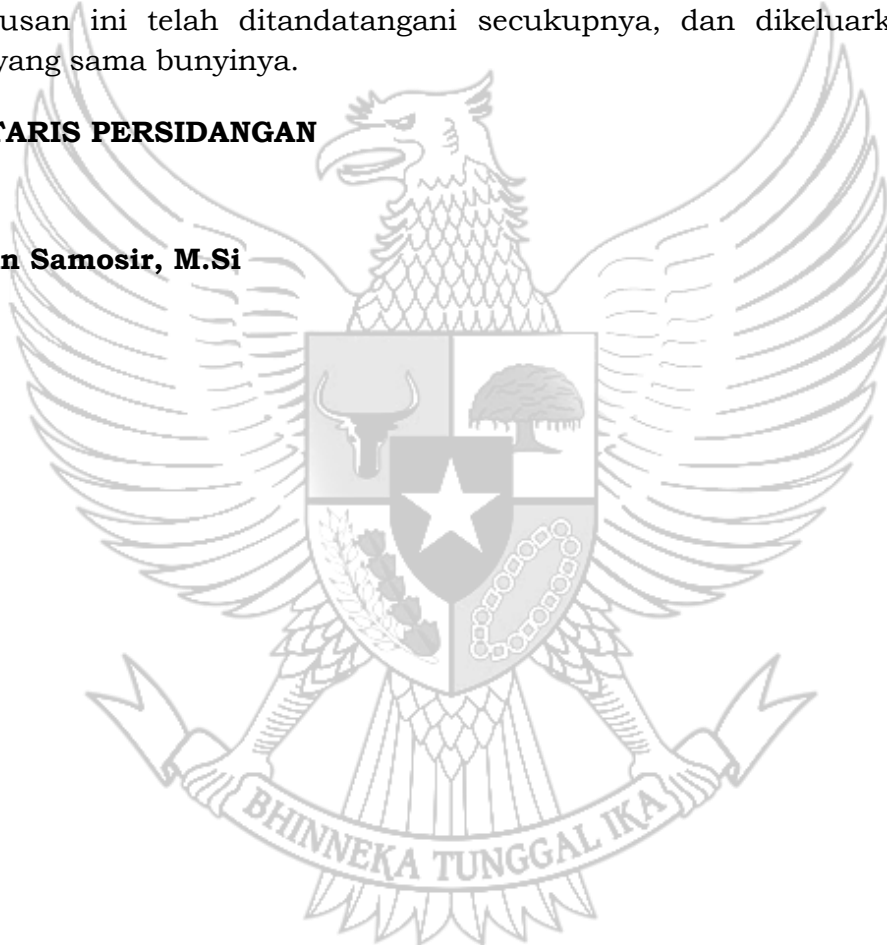 usan ini telah ditandatangani secukupnya, dan dikeluark
yang sama bunyinya.
TARIS PERSIDANGAN
n Samosir, M.Si
BHINNEKA TUNGGAL IKA